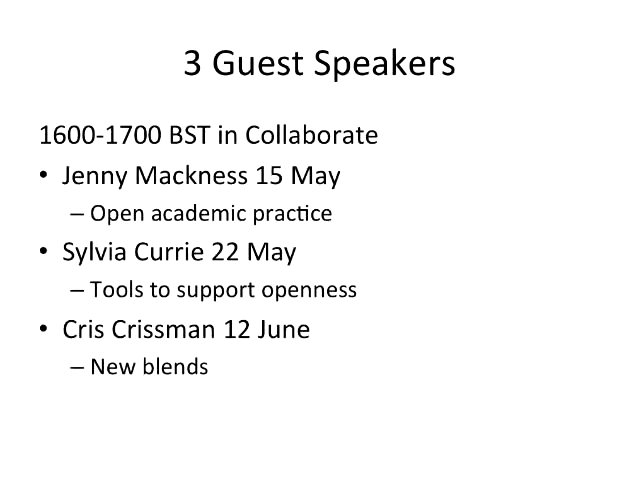 3 Guest Speakers
1600-1700 BST in Collaborate
• Jenny Mackness 15 May
– Open academic practice
• Sylvia Currie 22 May
– Tools to support openness
• Cris Crissman 12 June
– New blends